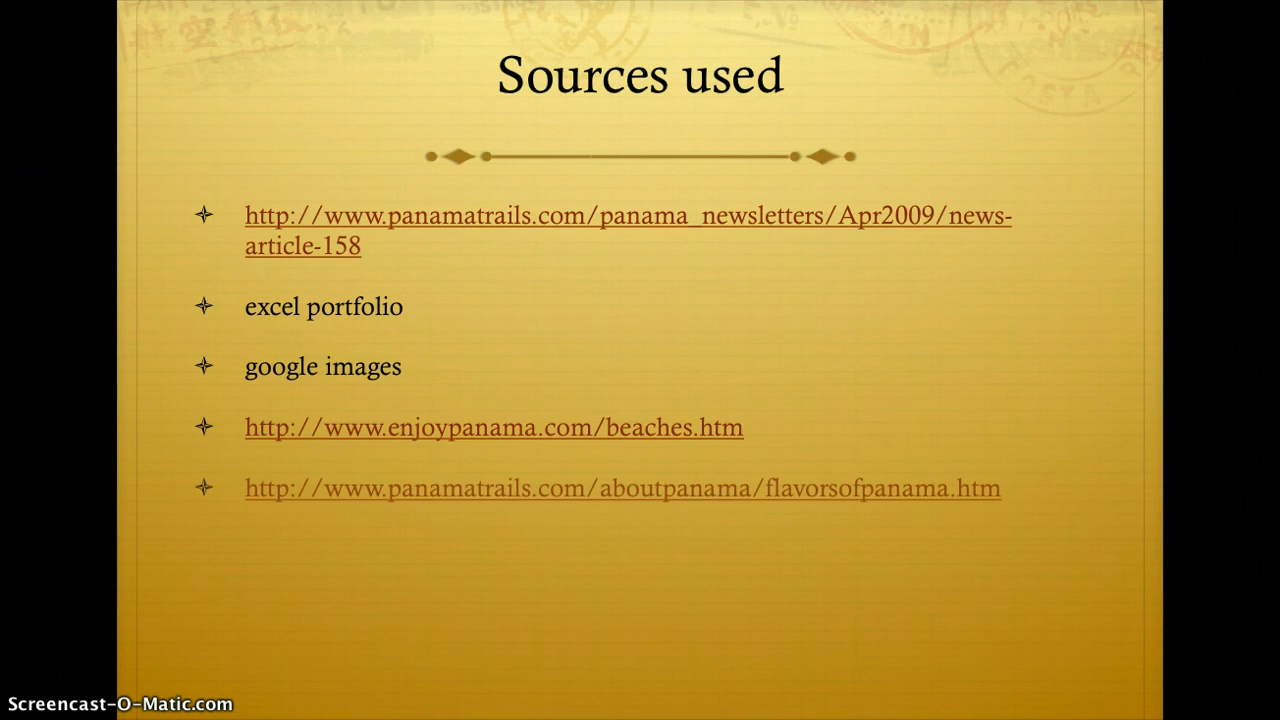 Sources used
http://www.panamatrails.com/panama_newsletters/Apr2009/news-
article-158
excel portfolio
google images
http://www.enjoypanama.com/beaches.htm
http://www.panamatrails.com/aboutpanama/flavorsofpanama.htm
Screencast-O-Matic.com